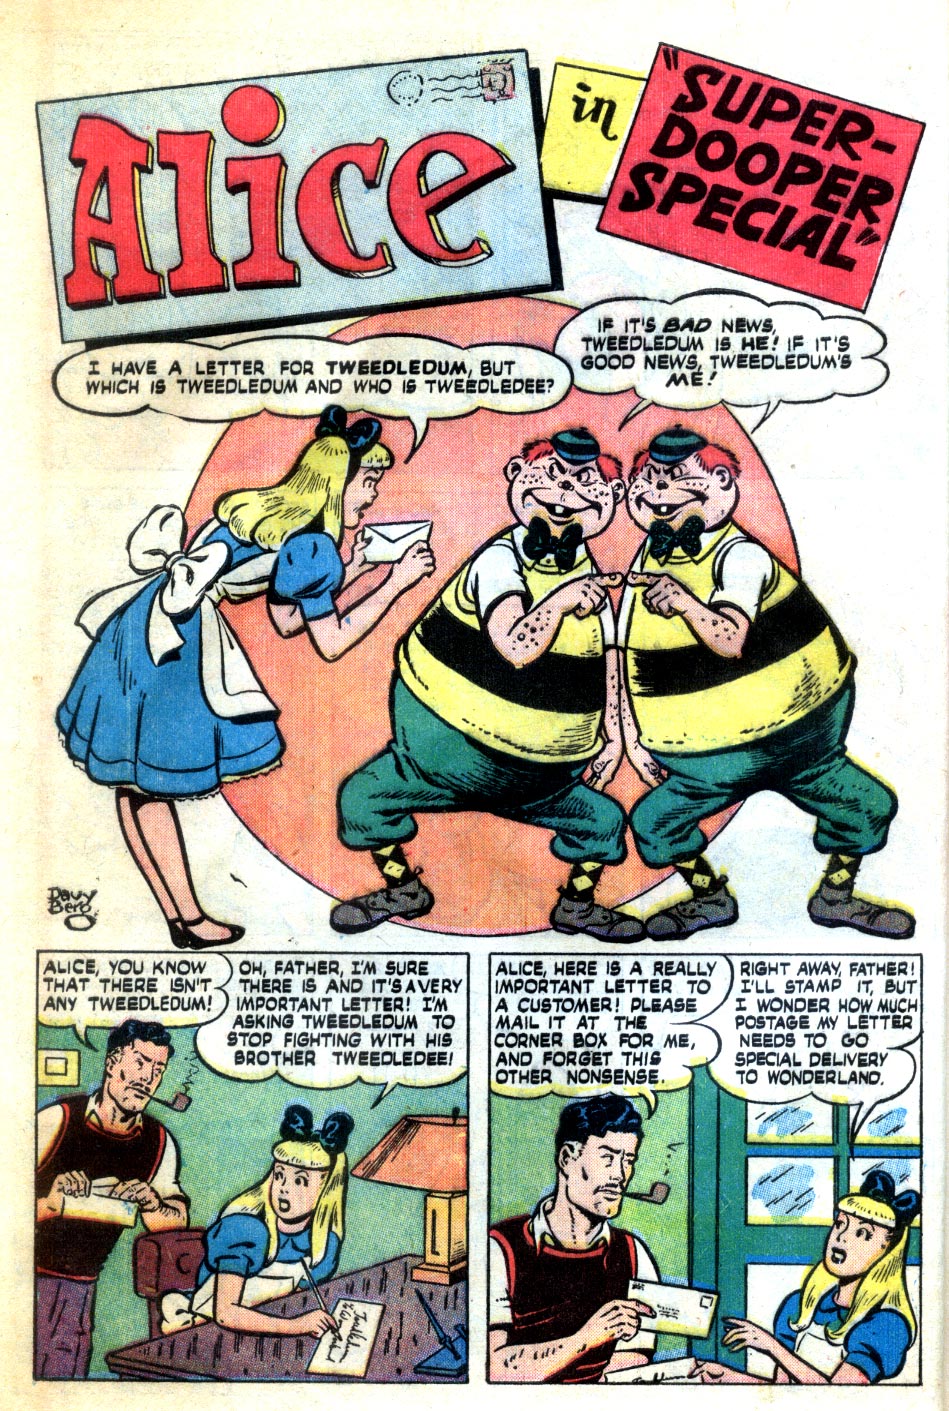 Alice
in
"SUPER-
DOOPER
SPECIAL"
I HAVE A LETTER FOR TWEEDLEDUM, BUT
WHICH IS TWEEDLEDUM AND WHO IS TWEEDLEDEE?
IF IT'S BAD NEWS,
TWEEDLEDUM IS HE! IF IT'S
GOOD NEWS, TWEEDLEDUM'S
ME!
Davy
Berg
ALICE, YOU KNOW
THAT THERE ISN'T
ANY TWEEDLEDUM!
OH, FATHER, I'M SURE
THERE IS AND IT'S A VERY
IMPORTANT LETTER! I'M
ASKING TWEEDLEDUM TO
STOP FIGHTING WITH HIS
BROTHER TWEEDLEDEE!
ALICE, HERE IS A REALLY
IMPORTANT LETTER TO
A CUSTOMER! PLEASE
MAIL IT AT THE
CORNER BOX FOR ME,
AND FORGET THIS
OTHER NONSENSE.
RIGHT AWAY, FATHER!
I'LL STAMP IT, BUT
I WONDER HOW MUCH
POSTAGE MY LETTER
NEEDS TO GO
SPECIAL DELIVERY
TO WONDERLAND.